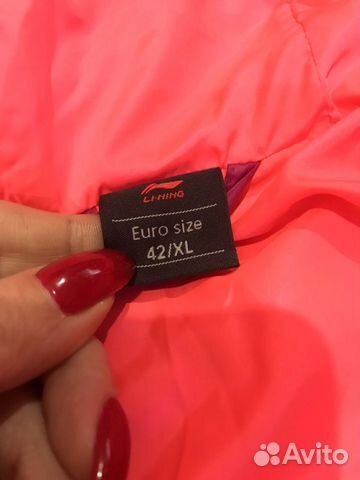 LI-NING
Euro size
42/XL
Avito